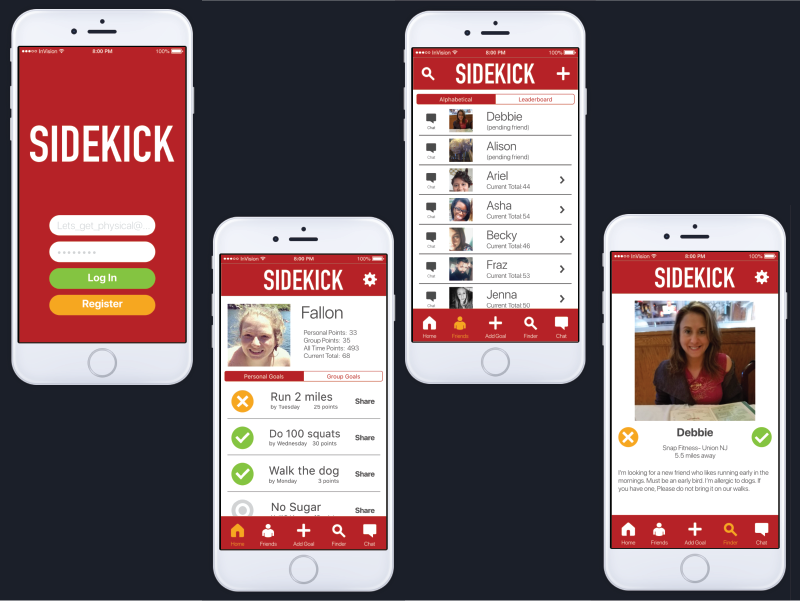 ●●●○○ InVision 8:00 PM 100%
SIDEKICK
Lets_get_physical@i...
Log In
Register
●●●○○ InVision 8:00 PM 100%
SIDEKICK
Fallon
Personal Points: 33
Group Points: 35
All Time Points: 493
Current Total: 68
Personal Goals Group Goals
Run 2 miles
by Tuesday 25 points Share
Do 100 squats
by Wednesday 30 points Share
Walk the dog
by Monday 3 points Share
No Sugar
Share
Home Friends Add Goal Finder Chat
●●●○○ InVision 8:00 PM 100%
SIDEKICK
Alphabetical Leaderboard
Debbie
(pending friend)
Chat
Alison
(pending friend)
Chat
Ariel
Current Total:44
Chat
Asha
Current Total:54
Chat
Becky
Current Total:46
Chat
Fraz
Current Total:53
Chat
Jenna
Current Total:50
Chat
Home Friends Add Goal Finder Chat
●●●○○ InVision 8:00 PM 100%
SIDEKICK
Debbie
Snap Fitness- Union NJ
5.5 miles away
I'm looking for a new friend who likes running early in the
mornings. Must be an early bird. I'm allergic to dogs. If
you have one, Please do not bring it on our walks.
Home Friends Add Goal Finder Chat